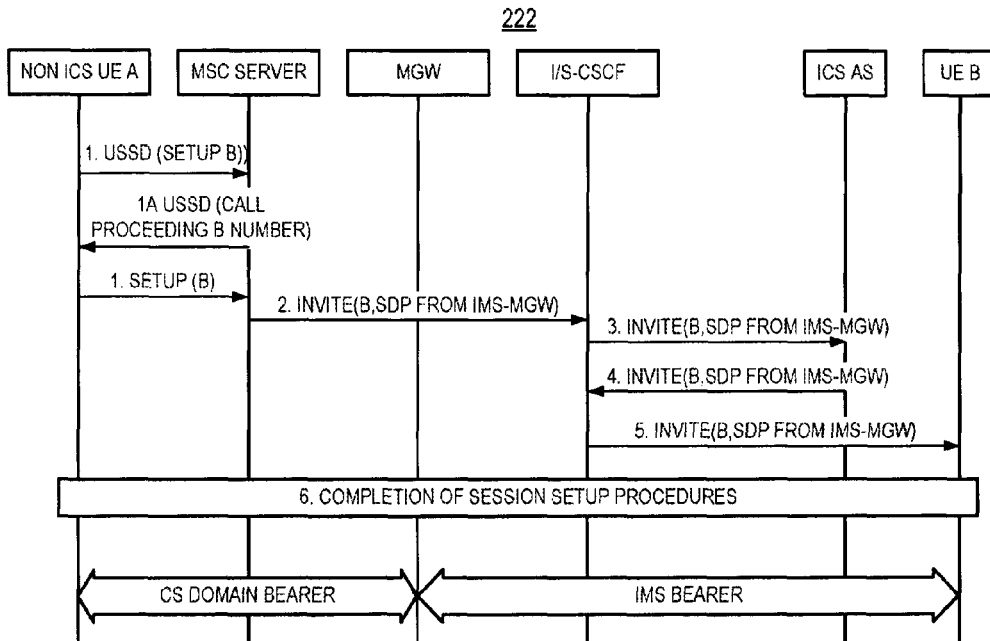 222
NON ICS UE A
MSC SERVER
MGW
I/S-CSCF
ICS AS
UE B
1. USSD (SETUP B))
1A USSD (CALL
PROCEEDING B NUMBER)
1. SETUP (B)
2. INVITE(B,SDP FROM IMS-MGW)
3. INVITE(B,SDP FROM IMS-MGW)
4. INVITE(B,SDP FROM IMS-MGW)
5. INVITE(B,SDP FROM IMS-MGW)
6. COMPLETION OF SESSION SETUP PROCEDURES
CS DOMAIN BEARER
IMS BEARER